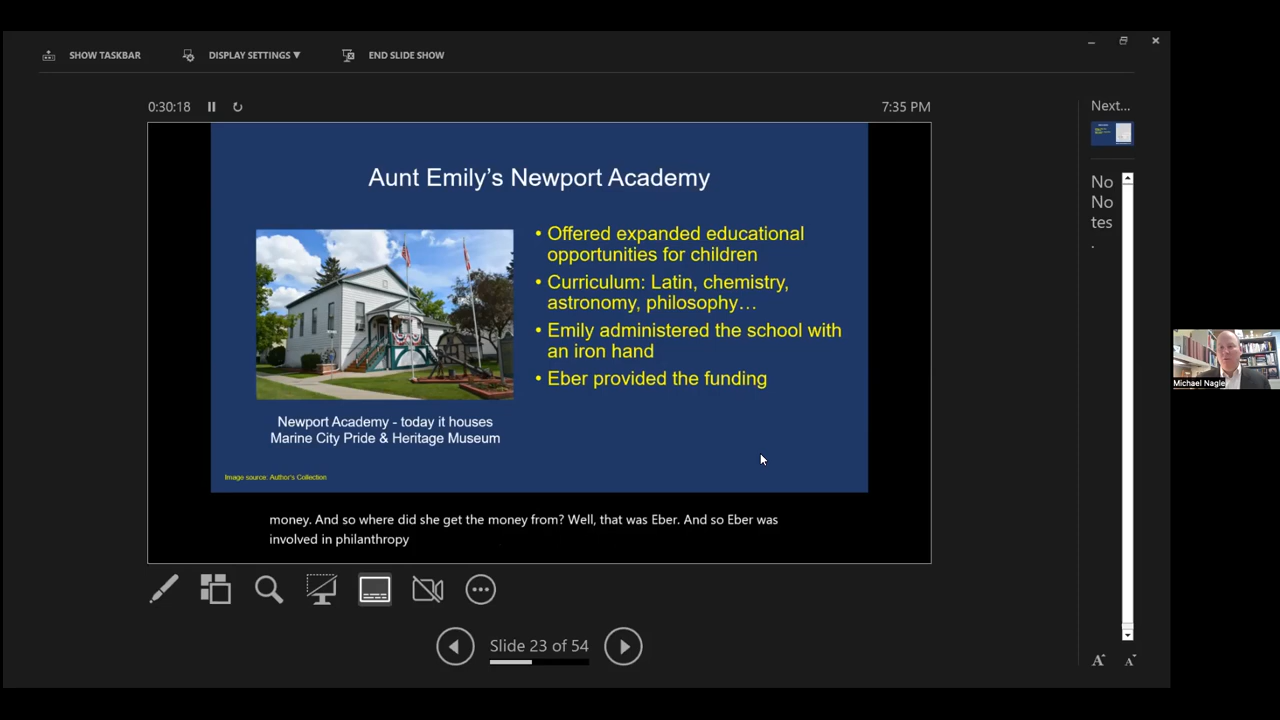 SHOW TASKBAR
DISPLAY SETTINGS ▼
END SLIDE SHOW
0:30:18
7:35 PM
Next...
Aunt Emily's Newport Academy
• Offered expanded educational
opportunities for children
• Curriculum: Latin, chemistry,
astronomy, philosophy…
• Emily administered the school with
an iron hand
• Eber provided the funding
Newport Academy - today it houses
Marine City Pride & Heritage Museum
Image source: Author's Collection
money. And so where did she get the money from? Well, that was Eber. And so Eber was
involved in philanthropy
No
No
tes
.
Michael Nagle
Slide 23 of 54
A A